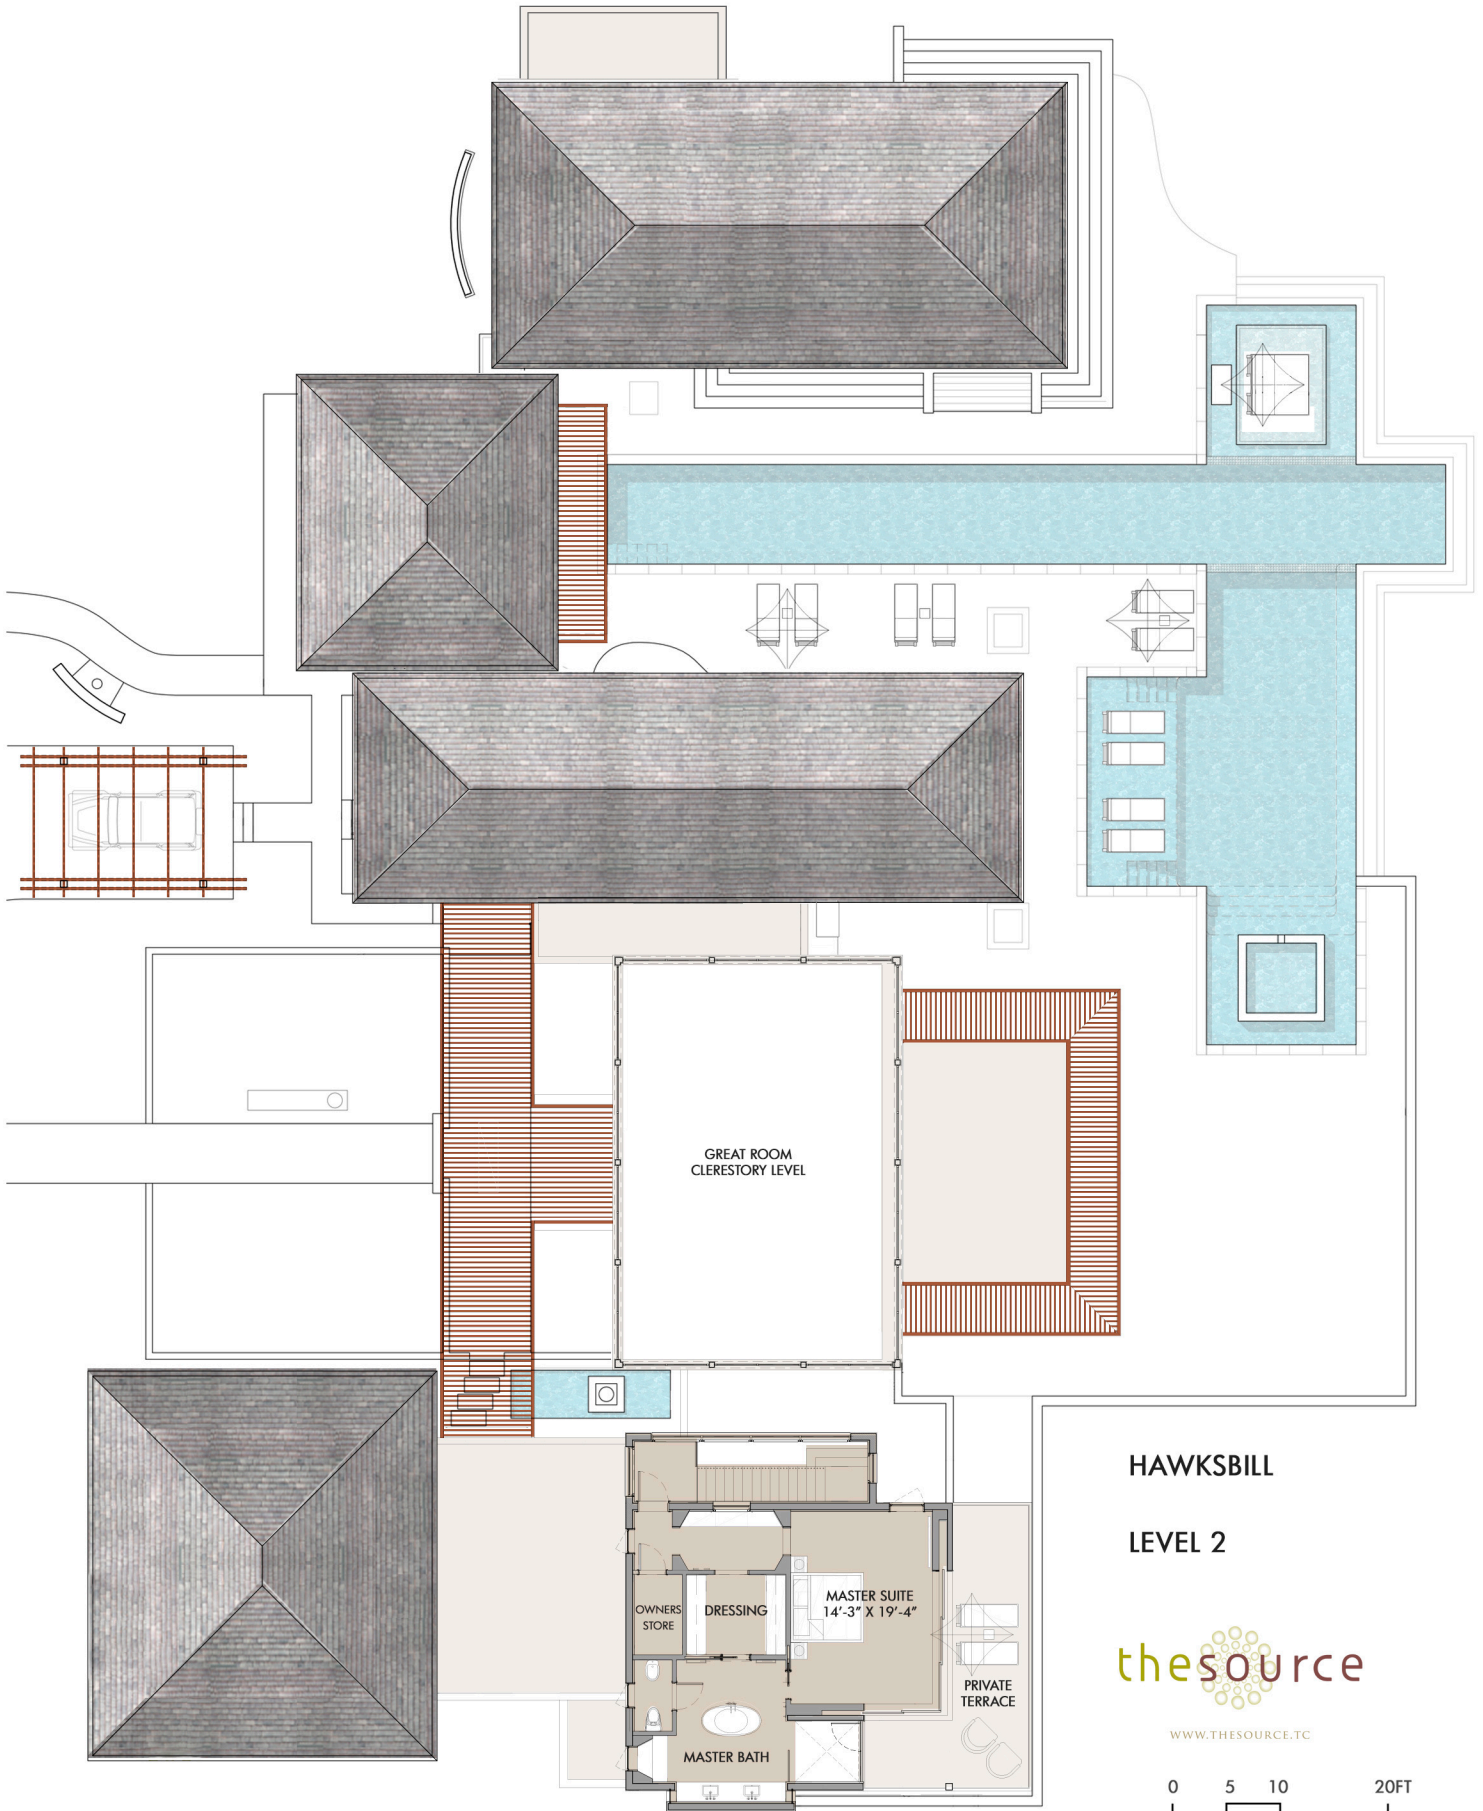 GREAT ROOM
CLERESTORY LEVEL
HAWKSBILL
LEVEL 2
OWNERS
STORE
DRESSING
MASTER SUITE
14'-3" X 19'-4"
PRIVATE
TERRACE
MASTER BATH
thesource
WWW.THESOURCE.TC
0 5 10 20FT